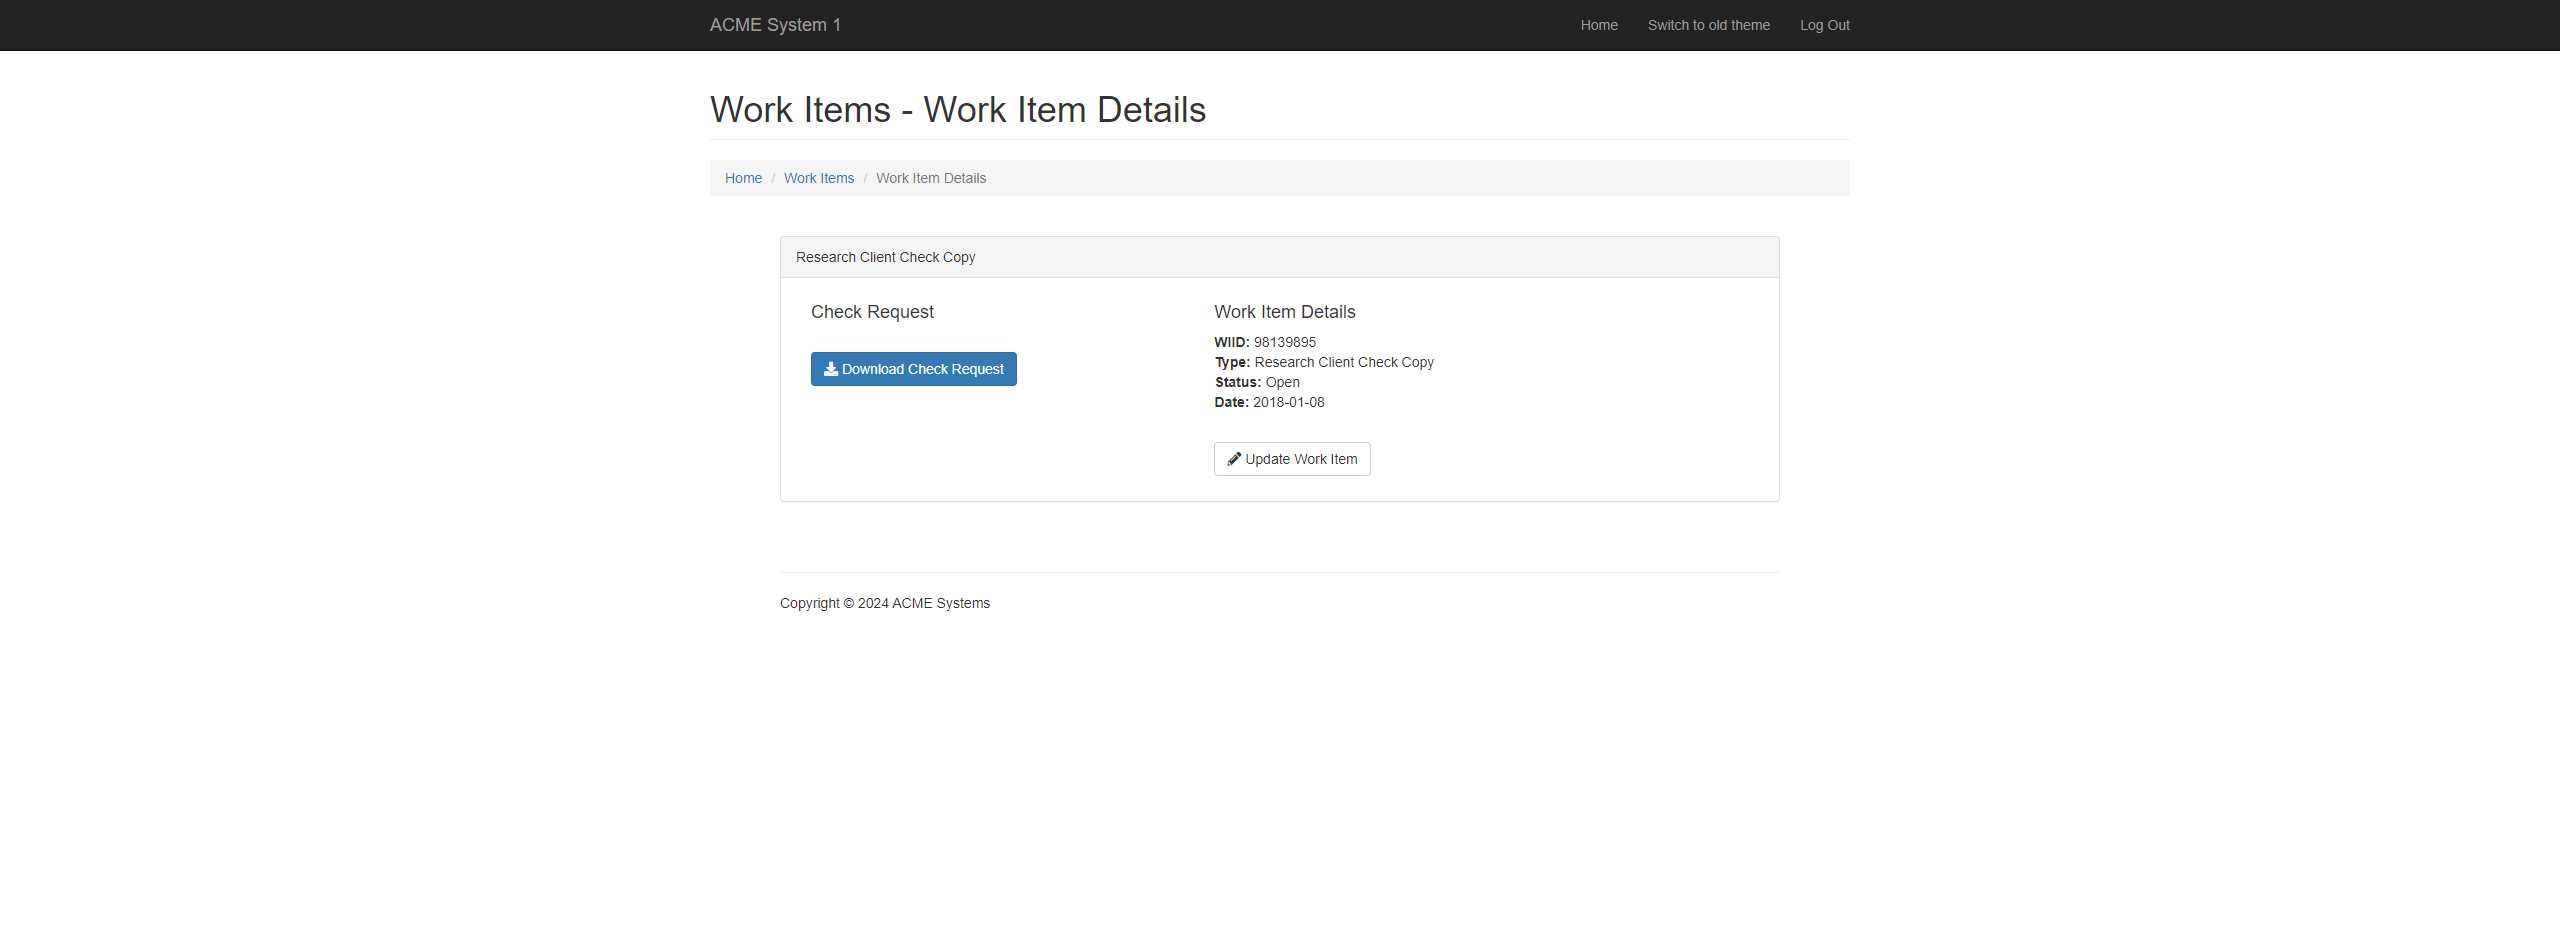 ACME System 1
Home
Switch to old theme
Log Out
Work Items - Work Item Details
Home / Work Items / Work Item Details
Research Client Check Copy
Check Request
Download Check Request
Work Item Details
WIID: 98139895
Type: Research Client Check Copy
Status: Open
Date: 2018-01-08
Update Work Item
Copyright © 2024 ACME Systems